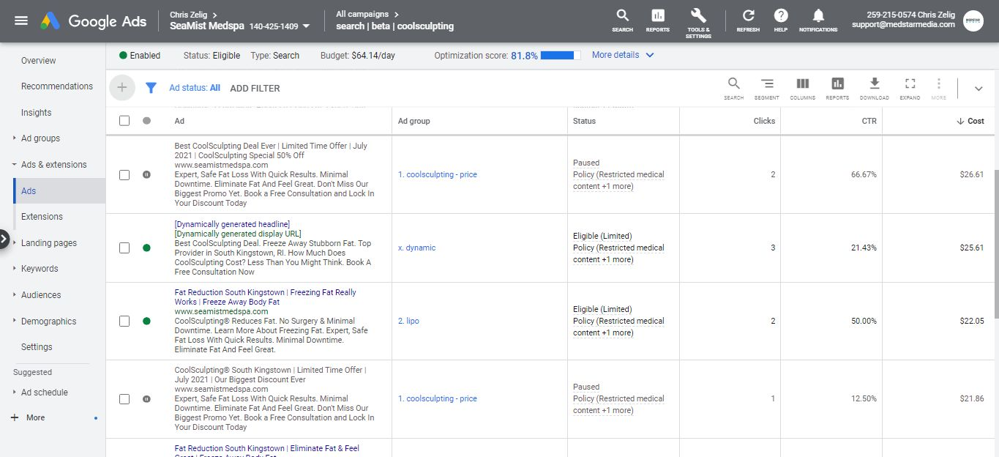 Google Ads
Chris Zelig
SeaMist Medspa 140-425-1409
All campaigns
search | beta | coolsculpting
SEARCH
REPORTS
TOOLS &
SETTINGS
REFRESH
HELP
NOTIFICATIONS
259-215-0574 Chris Zelig
support@medstarmedia.com
Overview
Recommendations
Insights
Ad groups
Ads & extensions
Ads
Extensions
Landing pages
Keywords
Audiences
Demographics
Settings
Suggested
Ad schedule
More
Enabled Status: Eligible Type: Search Budget: $64.14/day Optimization score: 81.8% More details
Ad status: All ADD FILTER
SEARCH SEGMENT COLUMNS REPORTS DOWNLOAD EXPAND MORE
Ad Ad group Status Clicks CTR Cost
Best CoolSculpting Deal Ever | Limited Time Offer | July
2021 | CoolSculpting Special 50% Off
www.seamistmedspa.com
Expert, Safe Fat Loss With Quick Results. Minimal
Downtime. Eliminate Fat And Feel Great. Don't Miss Our
Biggest Promo Yet. Book a Free Consultation and Lock In
Your Discount Today
1. coolsculpting - price
Paused
Policy (Restricted medical
content +1 more)
2
66.67%
$26.61
[Dynamically generated headline]
[Dynamically generated display URL]
Best CoolSculpting Deal. Freeze Away Stubborn Fat. Top
Provider in South Kingstown, RI. How Much Does
CoolSculpting Cost? Less Than You Might Think. Book A
Free Consultation Now
x. dynamic
Eligible (Limited)
Policy (Restricted medical
content +1 more)
3
21.43%
$25.61
Fat Reduction South Kingstown | Freezing Fat Really
Works | Freeze Away Body Fat
www.seamistmedspa.com
CoolSculpting® Reduces Fat. No Surgery & Minimal
Downtime. Learn More About Freezing Fat. Expert, Safe
Fat Loss With Quick Results. Minimal Downtime.
Eliminate Fat And Feel Great.
2. lipo
Eligible (Limited)
Policy (Restricted medical
content +1 more)
2
50.00%
$22.05
CoolSculpting® South Kingstown | Limited Time Offer |
July 2021 | Our Biggest Discount Ever
www.seamistmedspa.com
Expert, Safe Fat Loss With Quick Results. Minimal
Downtime. Eliminate Fat And Feel Great. Don't Miss Our
Biggest Promo Yet. Book a Free Consultation and Lock In
Your Discount Today
1. coolsculpting - price
Paused
Policy (Restricted medical
content +1 more)
1
12.50%
$21.86
Fat Reduction South Kingstown | Eliminate Fat & Feel
Great | Freeze Away Body Fat